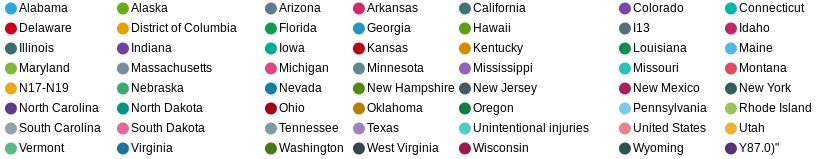 Alabama Alaska Arizona Arkansas California Colorado Connecticut
Delaware District of Columbia Florida Georgia Hawaii I13 Idaho
Illinois Indiana Iowa Kansas Kentucky Louisiana Maine
Maryland Massachusetts Michigan Minnesota Mississippi Missouri Montana
N17-N19 Nebraska Nevada New Hampshire New Jersey New Mexico New York
North Carolina North Dakota Ohio Oklahoma Oregon Pennsylvania Rhode Island
South Carolina South Dakota Tennessee Texas Unintentional injuries United States Utah
Vermont Virginia Washington West Virginia Wisconsin Wyoming Y87.0)"